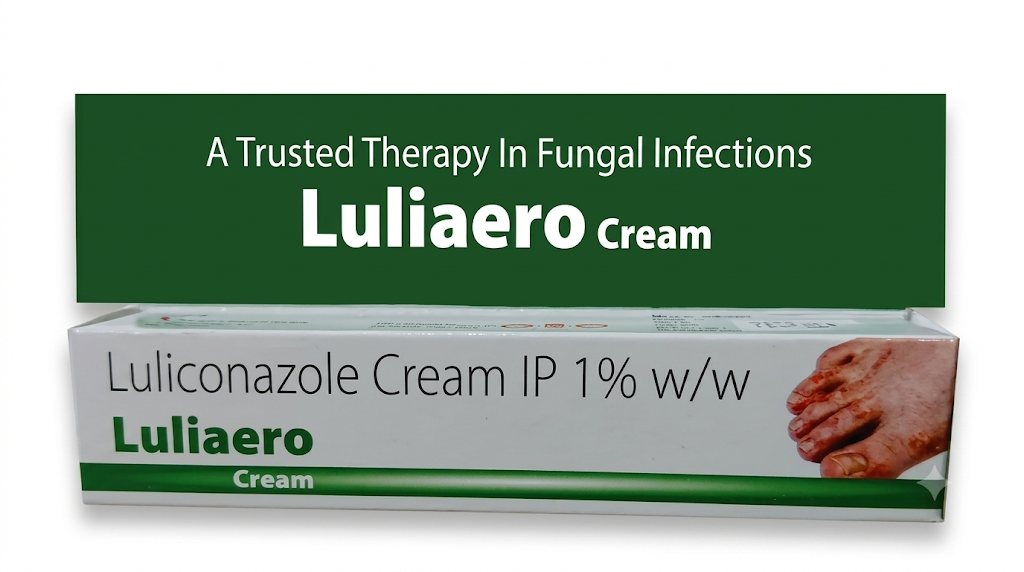 A Trusted Therapy In Fungal Infections
Luliaero Cream
Luliconazole Cream IP 1% w/w
Luliaero
Cream